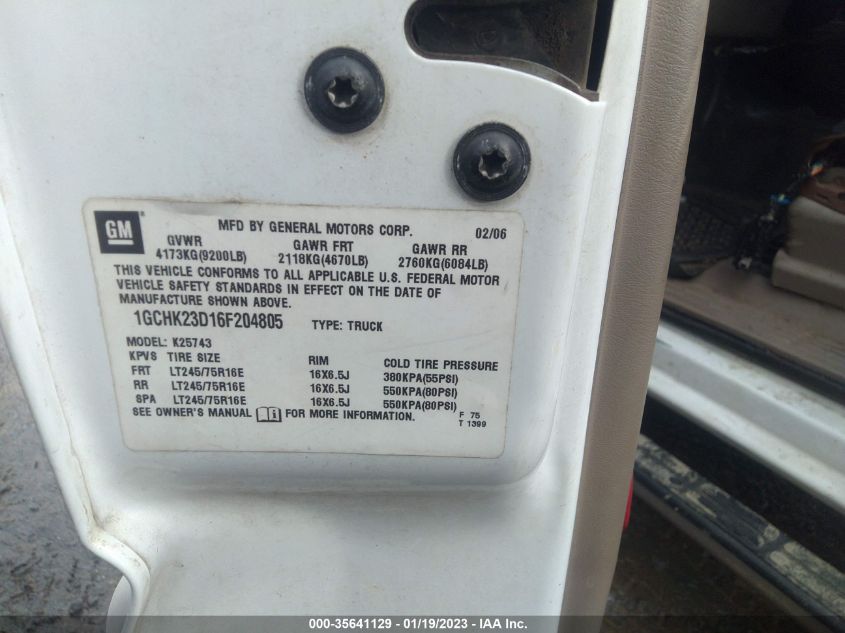 GM
MFD BY GENERAL MOTORS CORP. 02/06
GVWR GAWR FRT GAWR RR
4173KG(9200LB) 2118KG(4670LB) 2760KG(6084LB)
THIS VEHICLE CONFORMS TO ALL APPLICABLE U.S. FEDERAL MOTOR
VEHICLE SAFETY STANDARDS IN EFFECT ON THE DATE OF
MANUFACTURE SHOWN ABOVE.
1GCHK23D16F204805 TYPE: TRUCK
MODEL: K25743
KPVS TIRE SIZE RIM COLD TIRE PRESSURE
FRT LT245/75R16E 16X6.5J 380KPA(55PSI)
RR LT245/75R16E 16X6.5J 550KPA(80PSI)
SPA LT245/75R16E 16X6.5J 550KPA(80PSI)
SEE OWNER'S MANUAL FOR MORE INFORMATION.
F 75
T 1399
000-35641129 - 01/19/2023 - IAA Inc.